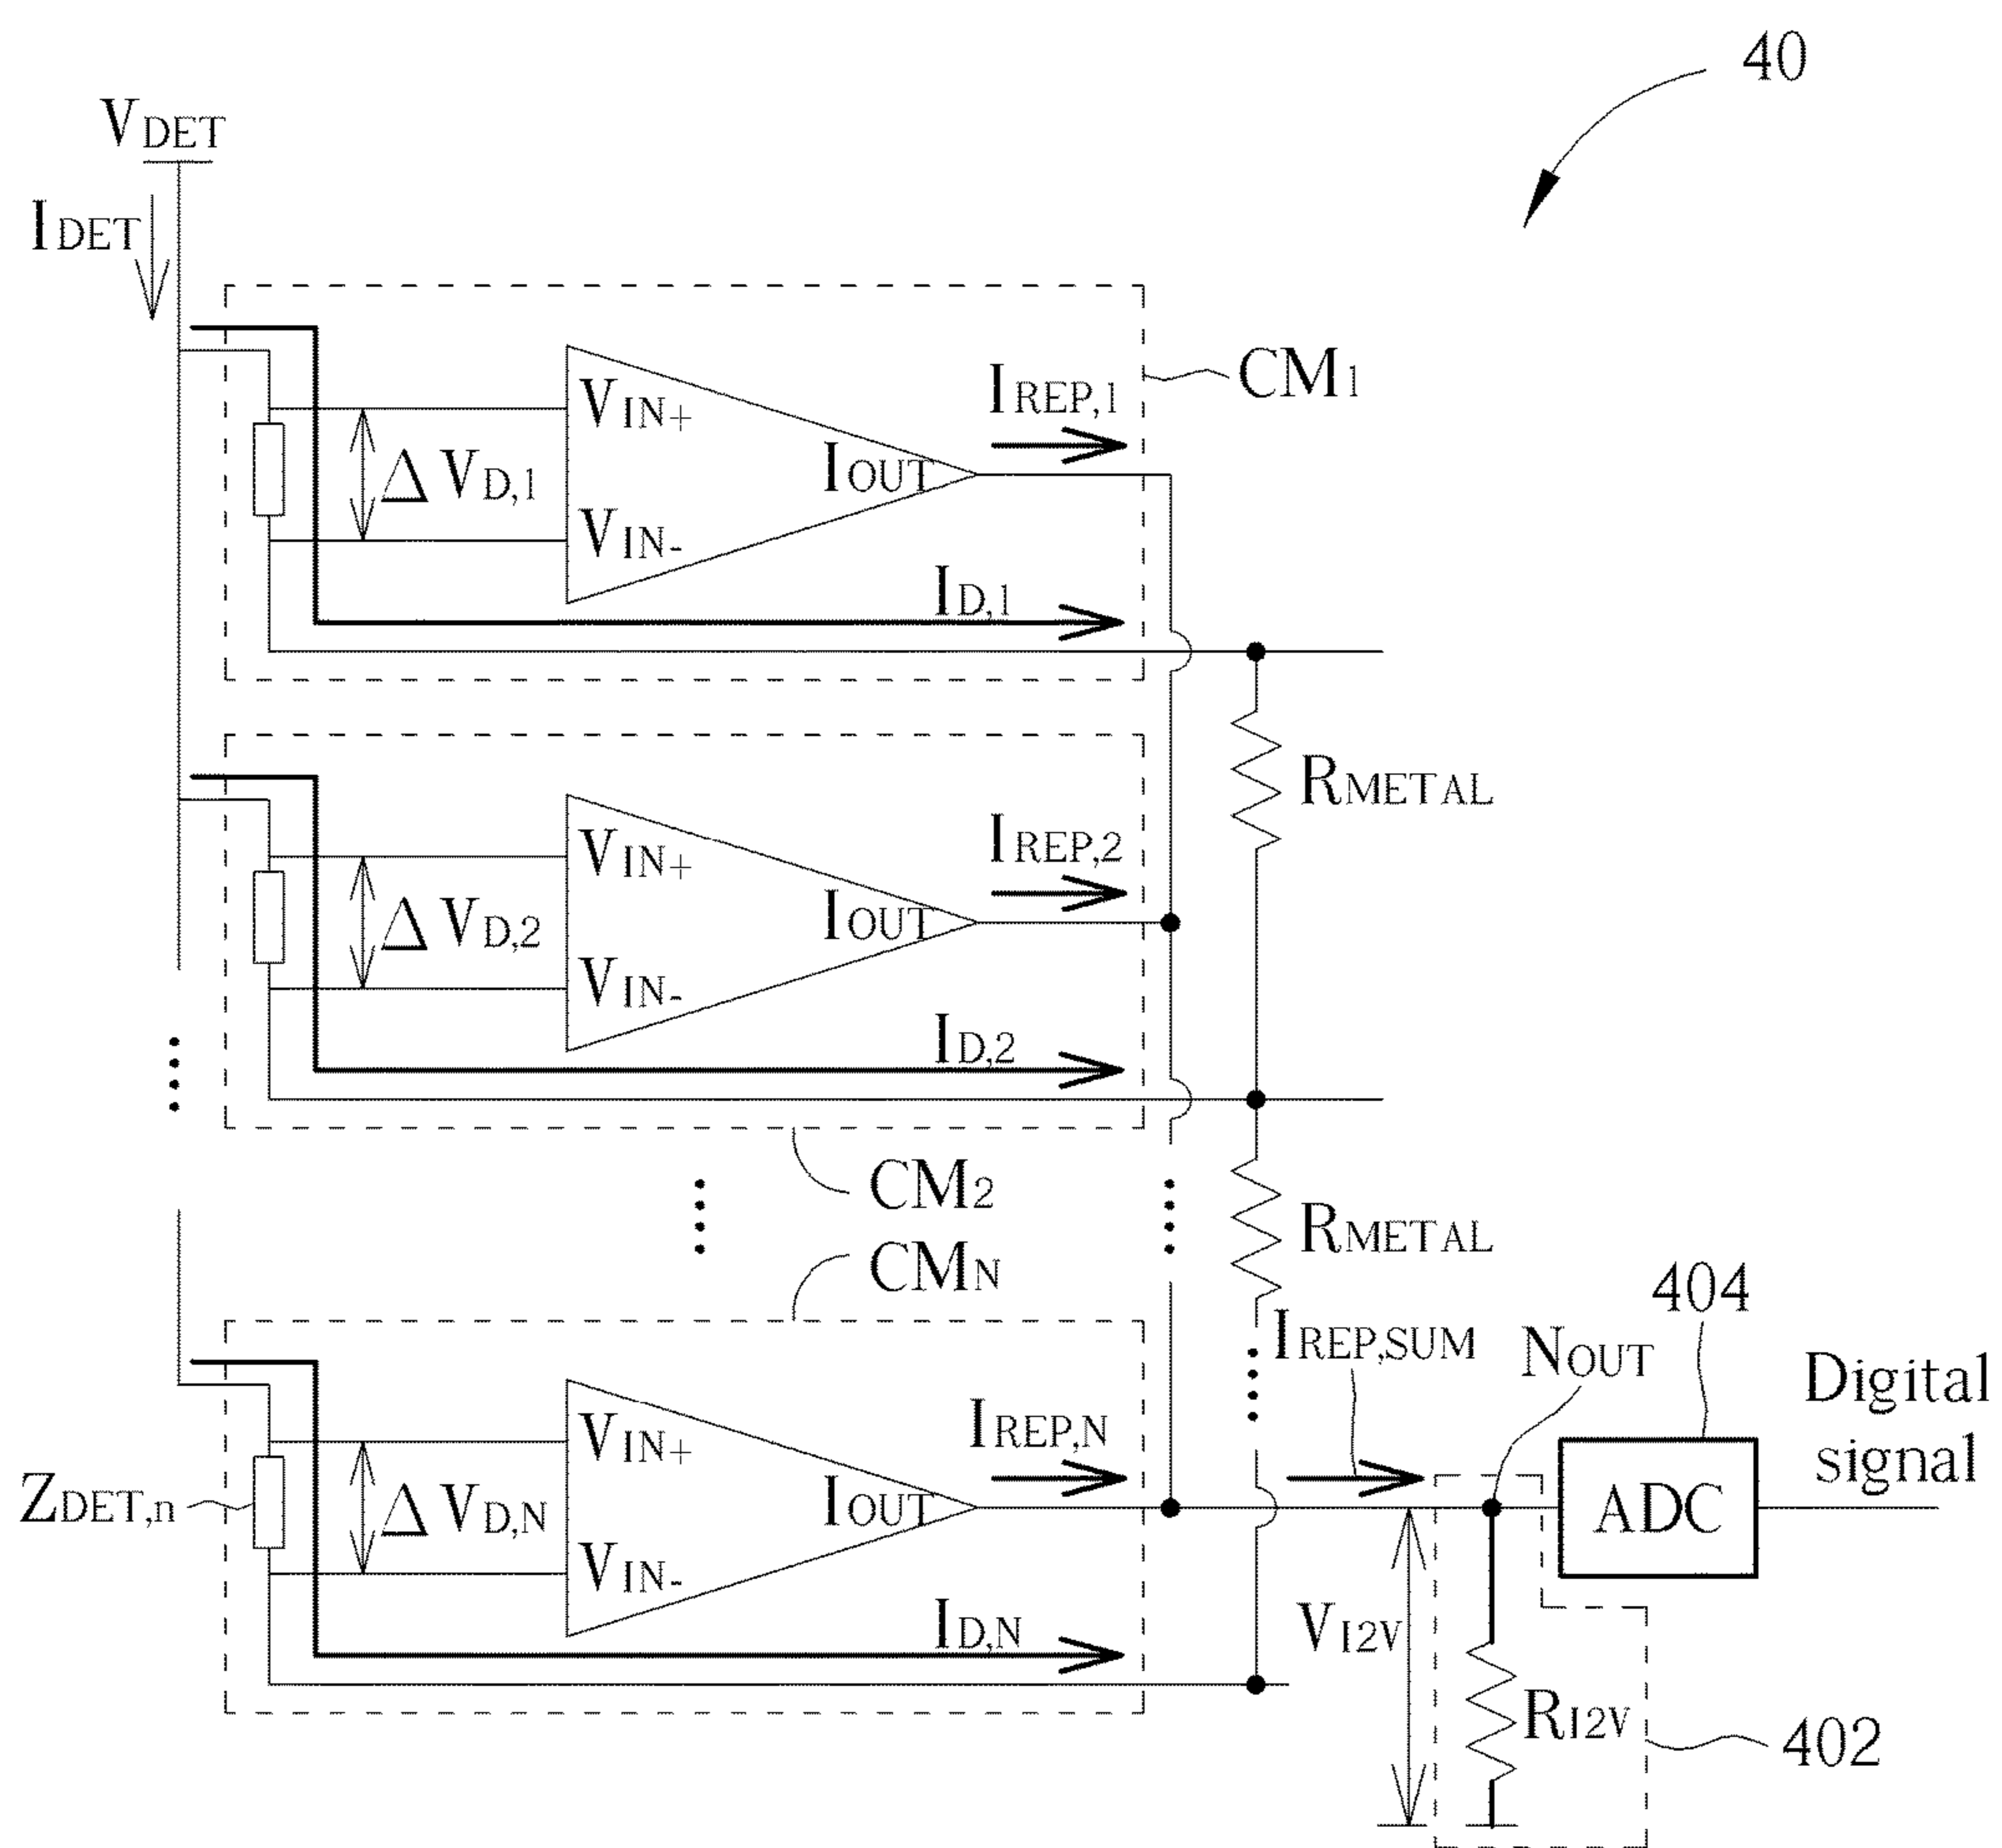 40
VDET
IDET
VIN+
IREP,1
CM1
ΔVD,1
IOUT
VIN-
ID,1
RMETAL
VIN+
IREP,2
ΔVD,2
IOUT
VIN-
ID,2
CM2
RMETAL
CMN
404
IREP,SUM
NOUT
Digital
signal
VIN+
IREP,N
ZDET,n
ΔVD,N
IOUT
ADC
VIN-
ID,N
VI2V
RI2V
402